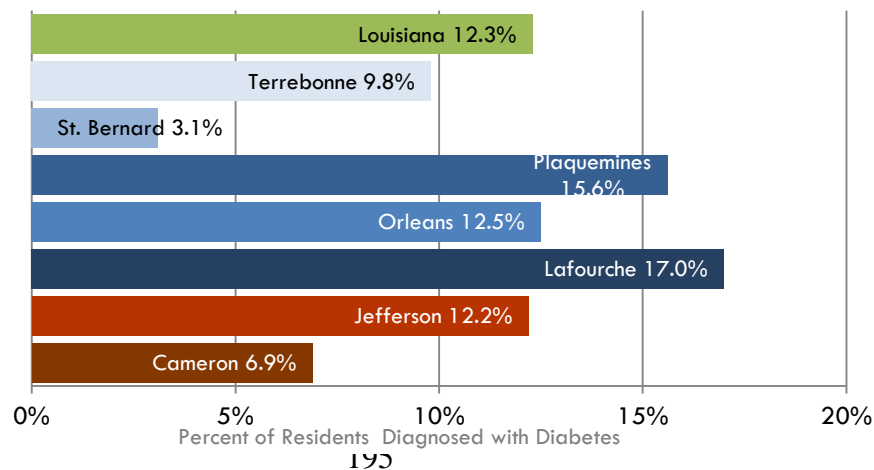 Louisiana 12.3%
Terrebonne 9.8%
St. Bernard 3.1%
Plaquemines
15.6%
Orleans 12.5%
Lafourche 17.0%
Jefferson 12.2%
Cameron 6.9%
0% 5% 10% 15% 20%
Percent of Residents Diagnosed with Diabetes
195